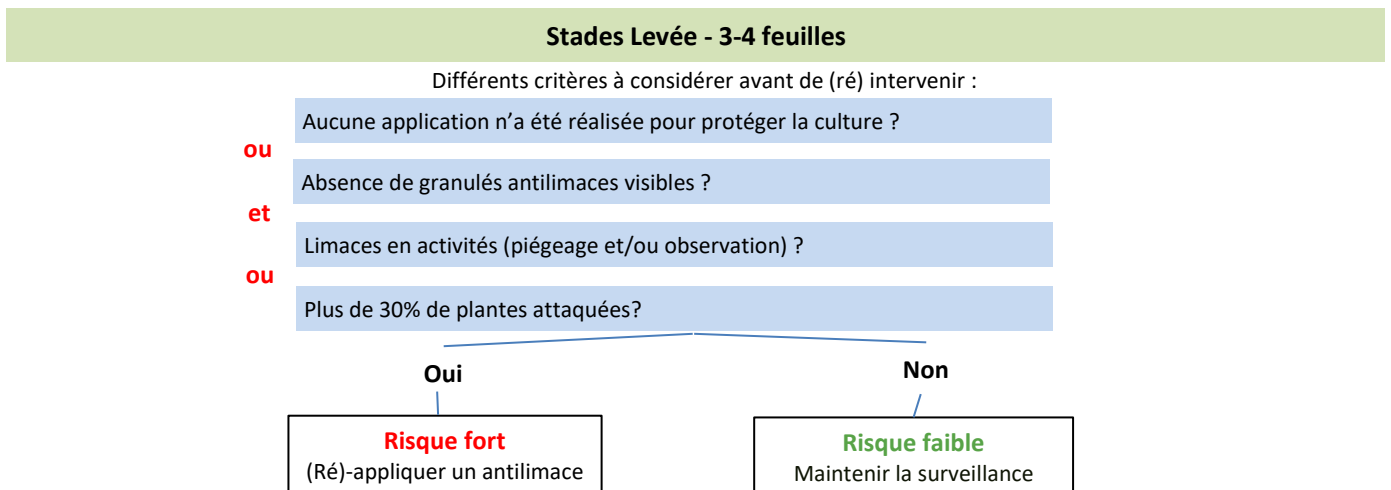 Stades Levée - 3-4 feuilles
Différents critères à considérer avant de (ré) intervenir :
Aucune application n’a été réalisée pour protéger la culture ?
ou
Absence de granulés antilimaces visibles ?
et
Limaces en activités (piégeage et/ou observation) ?
ou
Plus de 30% de plantes attaquées?
Oui
Non
Risque fort
(Ré)-appliquer un antilimace
Risque faible
Maintenir la surveillance